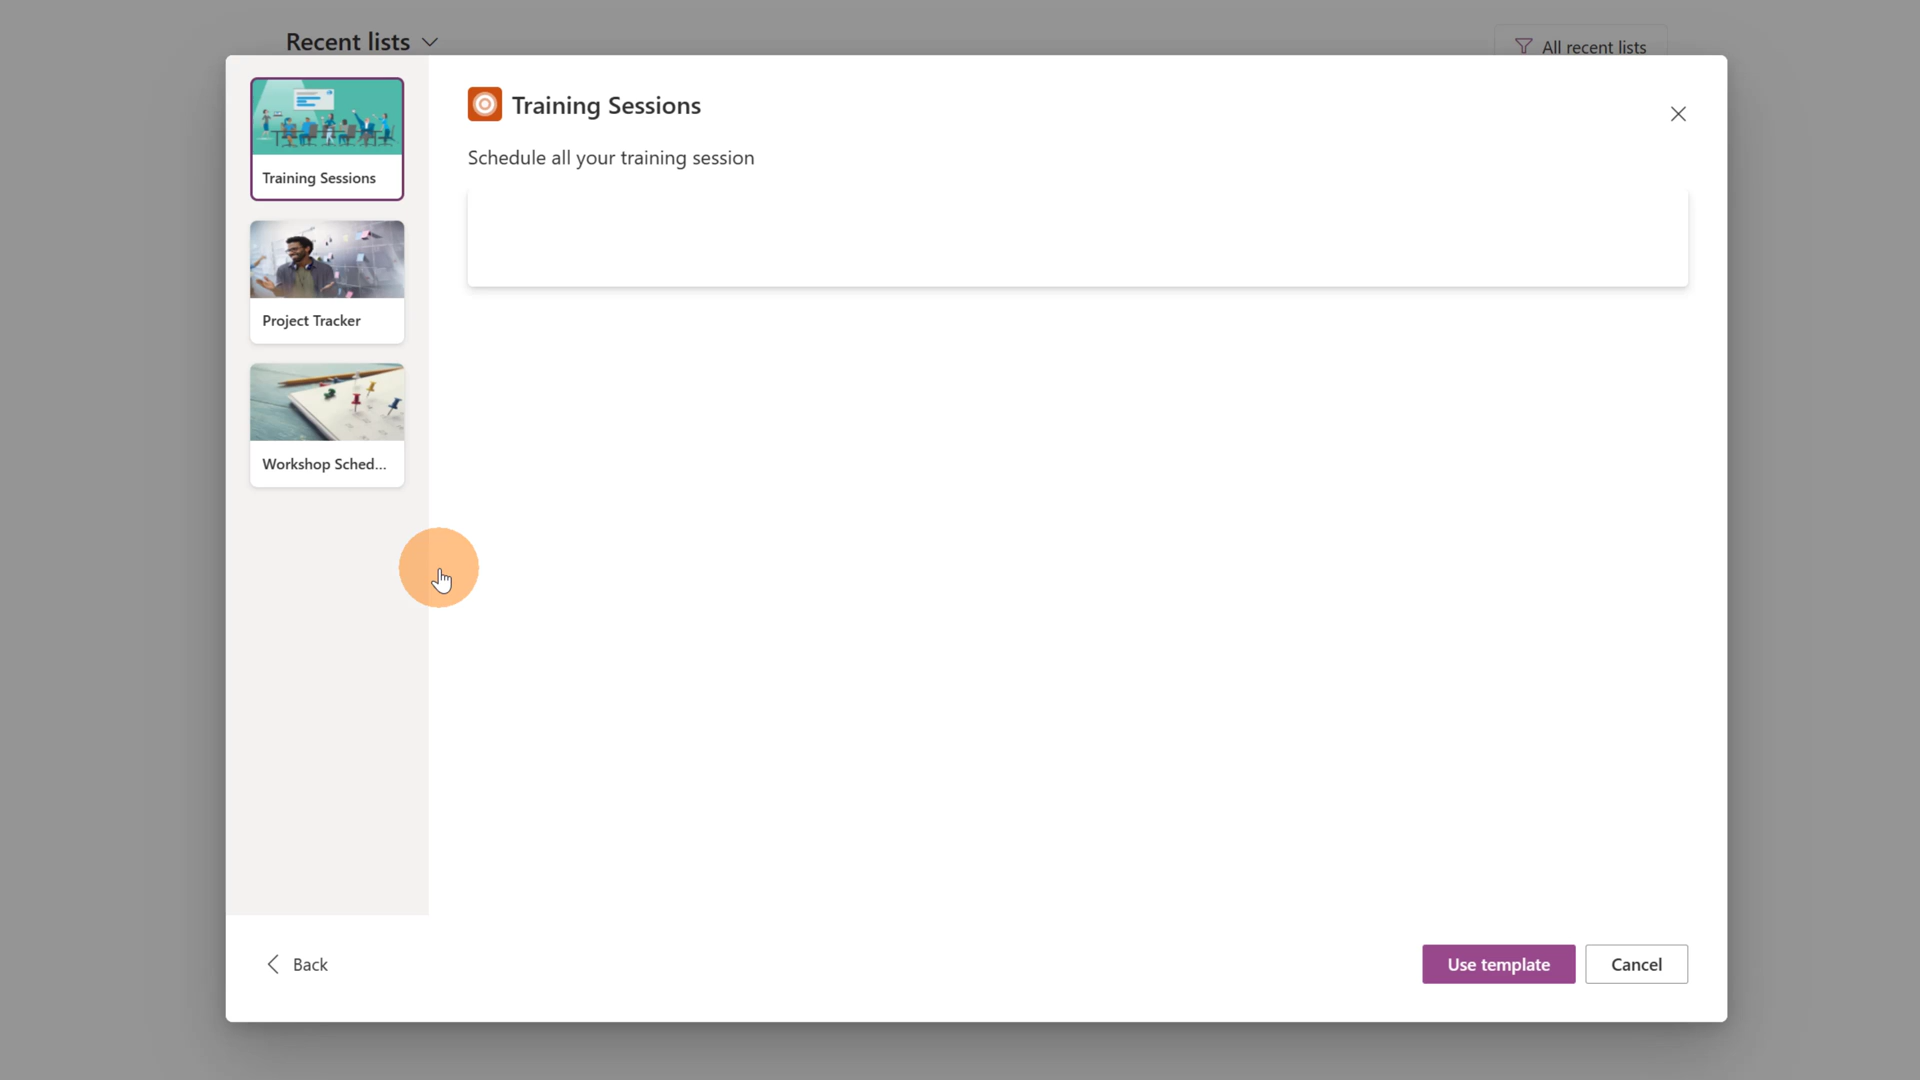 Recent lists
All recent lists
Training Sessions
Project Tracker
Workshop Sched...
Training Sessions
Schedule all your training session
Back
Use template
Cancel